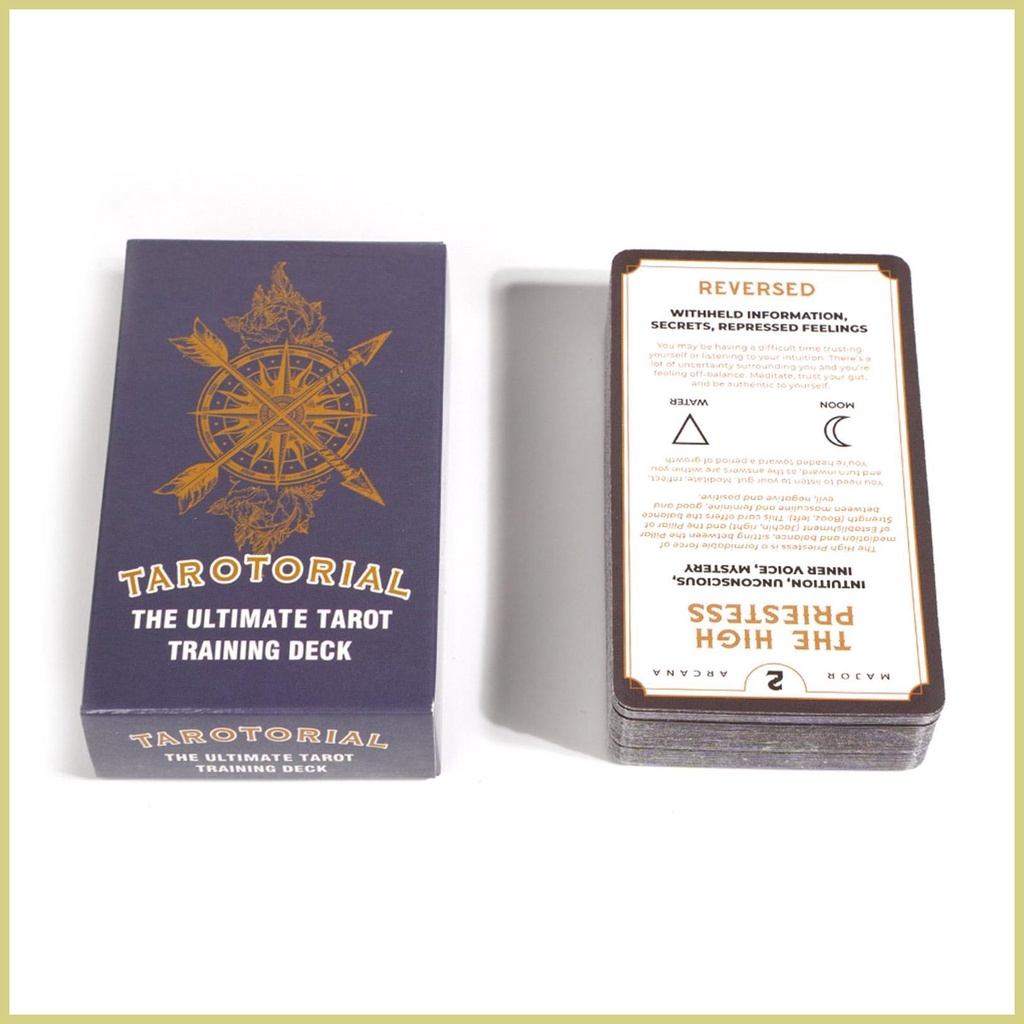 TAROTORIAL
THE ULTIMATE TAROT
TRAINING DECK
TAROTORIAL
THE ULTIMATE TAROT
TRAINING DECK
REVERSED
WITHHELD INFORMATION,
SECRETS, REPRESSED FEELINGS
You may be having a difficult time trusting
yourself or listening to your intuition. There's a
lot of uncertainty surrounding you and you're
feeling off-balance. Meditate, trust your gut,
and be authentic to yourself.
MAJOR 2 ARCANA
THE HIGH
PRIESTESS
INTUITION, UNCONSCIOUS,
INNER VOICE, MYSTERY
The High Priestess is a formidable force of
mediation and balance, sitting between the Pillar
of Establishment (Jachin, right) and the Pillar of
Strength (Boaz, left). This card offers the balance
between masculine and feminine, good and
evil, negative and positive.
You need to listen to your gut. Meditate, reflect,
and turn inward, as the answers are within you.
You're headed toward a period of growth
MOON
WATER